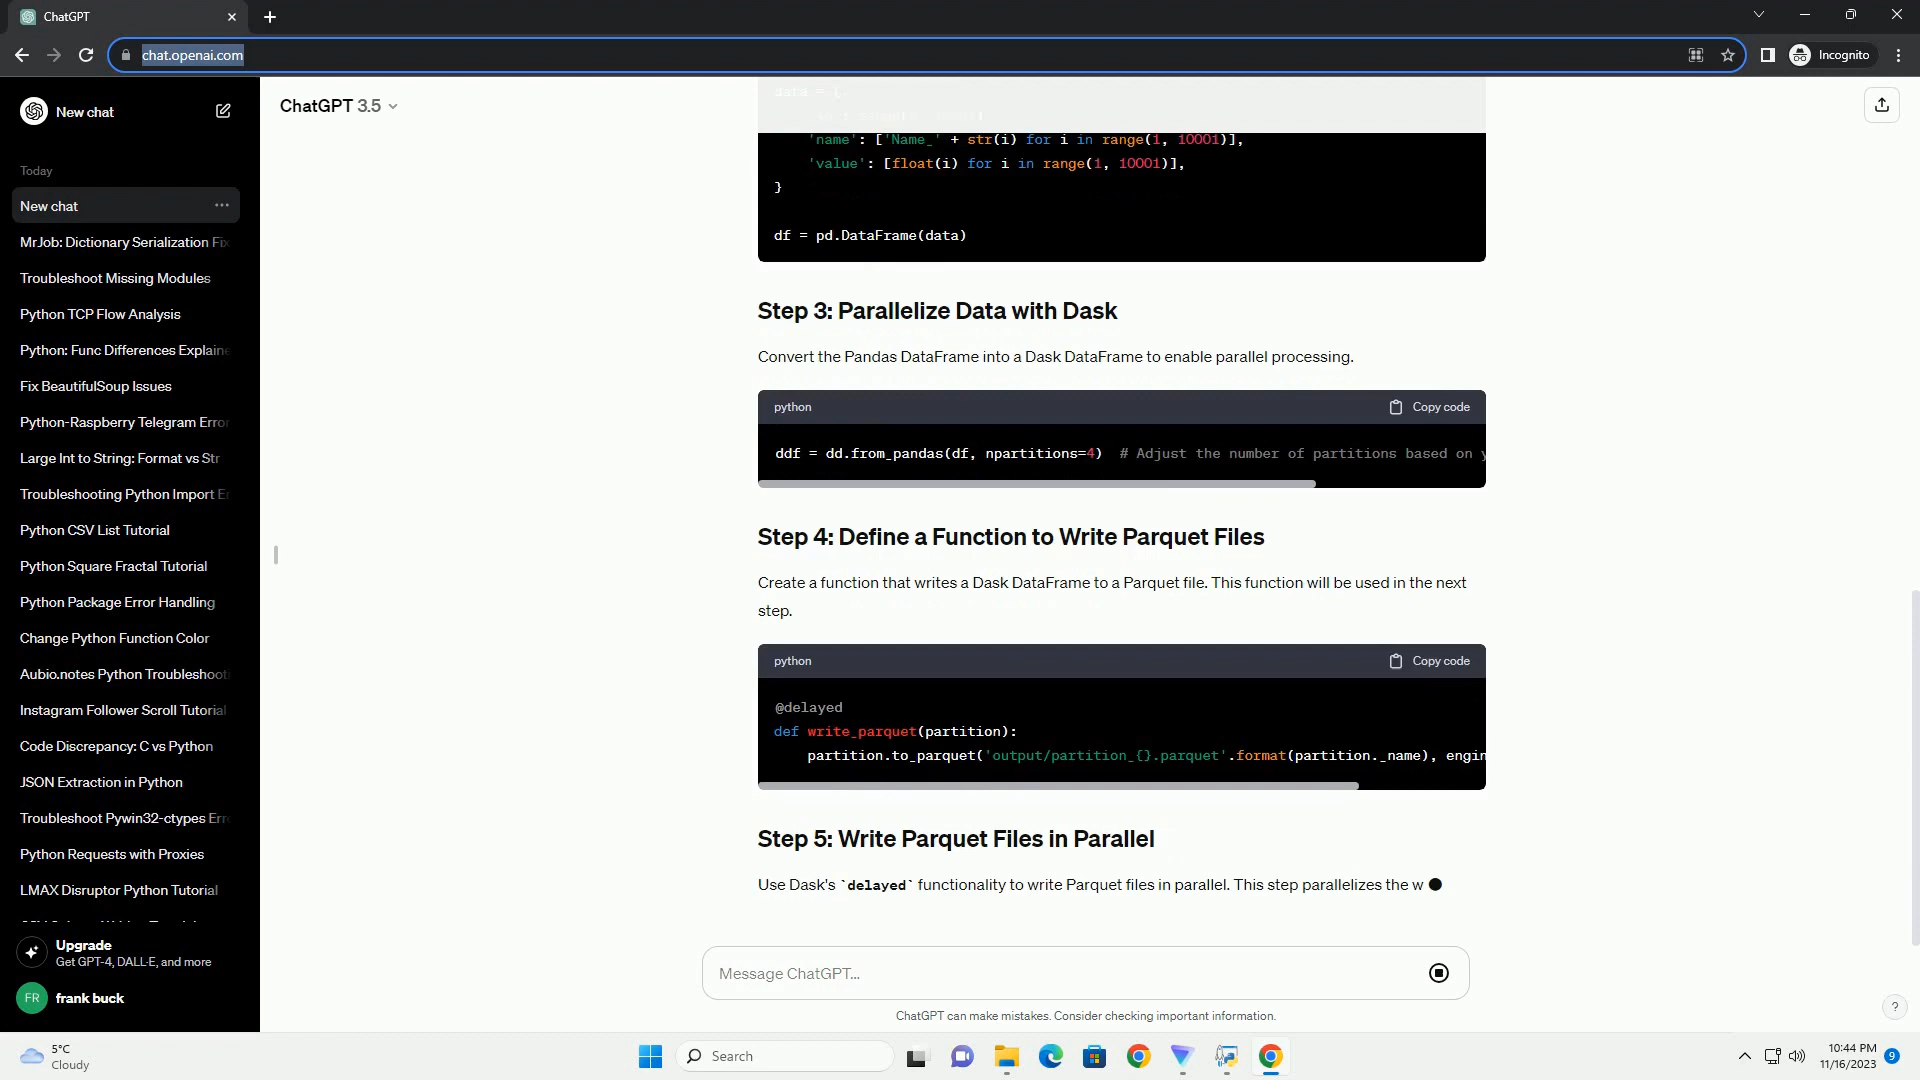 ChatGPT
chat.openai.com
Incognito
New chat
Today
New chat
MrJob: Dictionary Serialization Fix
Troubleshoot Missing Modules
Python TCP Flow Analysis
Python: Func Differences Explaine
Fix BeautifulSoup Issues
Python-Raspberry Telegram Error
Large Int to String: Format vs Str
Troubleshooting Python Import Er
Python CSV List Tutorial
Python Square Fractal Tutorial
Python Package Error Handling
Change Python Function Color
Aubio.notes Python Troubleshooti
Instagram Follower Scroll Tutorial
Code Discrepancy: C vs Python
JSON Extraction in Python
Troubleshoot Pywin32-ctypes Erro
Python Requests with Proxies
LMAX Disruptor Python Tutorial
Upgrade
Get GPT-4, DALL·E, and more
FR
frank buck
ChatGPT 3.5
data = {
'name': ['Name_' + str(i) for i in range(1, 10001)],
'value': [float(i) for i in range(1, 10001)],
}
df = pd.DataFrame(data)
Step 3: Parallelize Data with Dask
Convert the Pandas DataFrame into a Dask DataFrame to enable parallel processing.
python
Copy code
ddf = dd.from_pandas(df, npartitions=4)  # Adjust the number of partitions based on y
Step 4: Define a Function to Write Parquet Files
Create a function that writes a Dask DataFrame to a Parquet file. This function will be used in the next
step.
python
Copy code
@delayed
def write_parquet(partition):
partition.to_parquet('output/partition_{}.parquet'.format(partition._name), engin
Step 5: Write Parquet Files in Parallel
Use Dask's `delayed` functionality to write Parquet files in parallel. This step parallelizes the w
Message ChatGPT...
ChatGPT can make mistakes. Consider checking important information.
?
5°C
Cloudy
Search
10:44 PM
11/16/2023
9